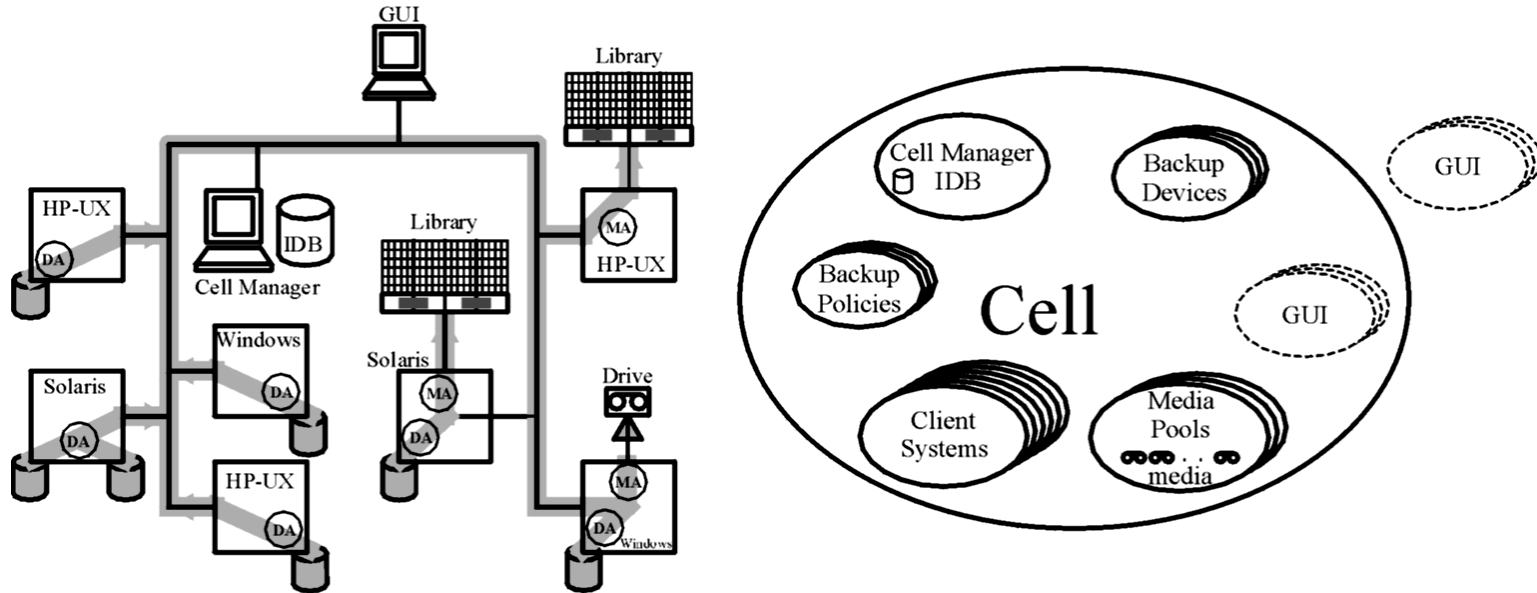 GUI
Library
HP-UX
DA
IDB
Cell Manager
Library
MA
HP-UX
Windows
DA
Solaris
DA
HP-UX
DA
Solaris
MA
DA
Drive
MA
DA
Windows
Cell Manager
IDB
Backup
Devices
GUI
Backup
Policies
Cell
GUI
Client
Systems
Media
Pools
. .
media